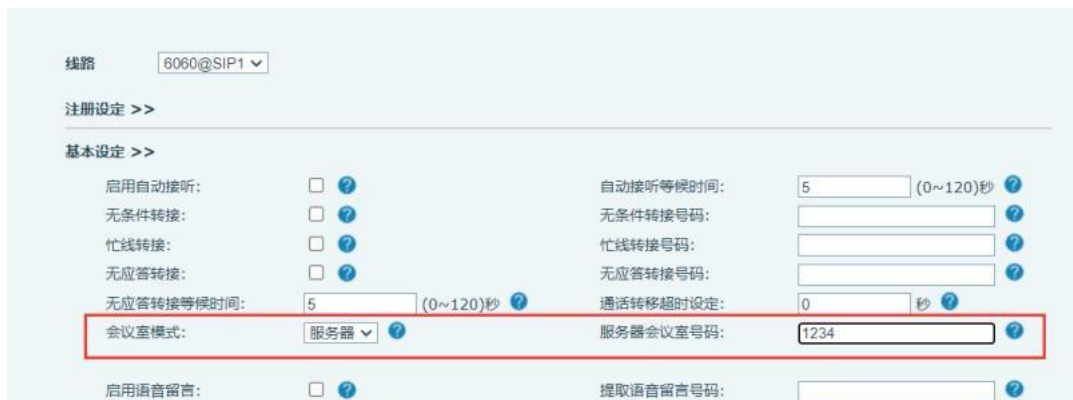 线路 6060@SIP1
注册设定 >>
基本设定 >>
启用自动接听: 自动接听等候时间: 5 (0~120)秒
无条件转接: 无条件转接号码:
忙线转接: 忙线转接号码:
无应答转接: 无应答转接号码:
无应答转接等候时间: 5 (0~120)秒 通话转移超时设定: 0 秒
会议室模式: 服务器 服务器会议室号码: 1234
启用语音留言: 提取语音留言号码: